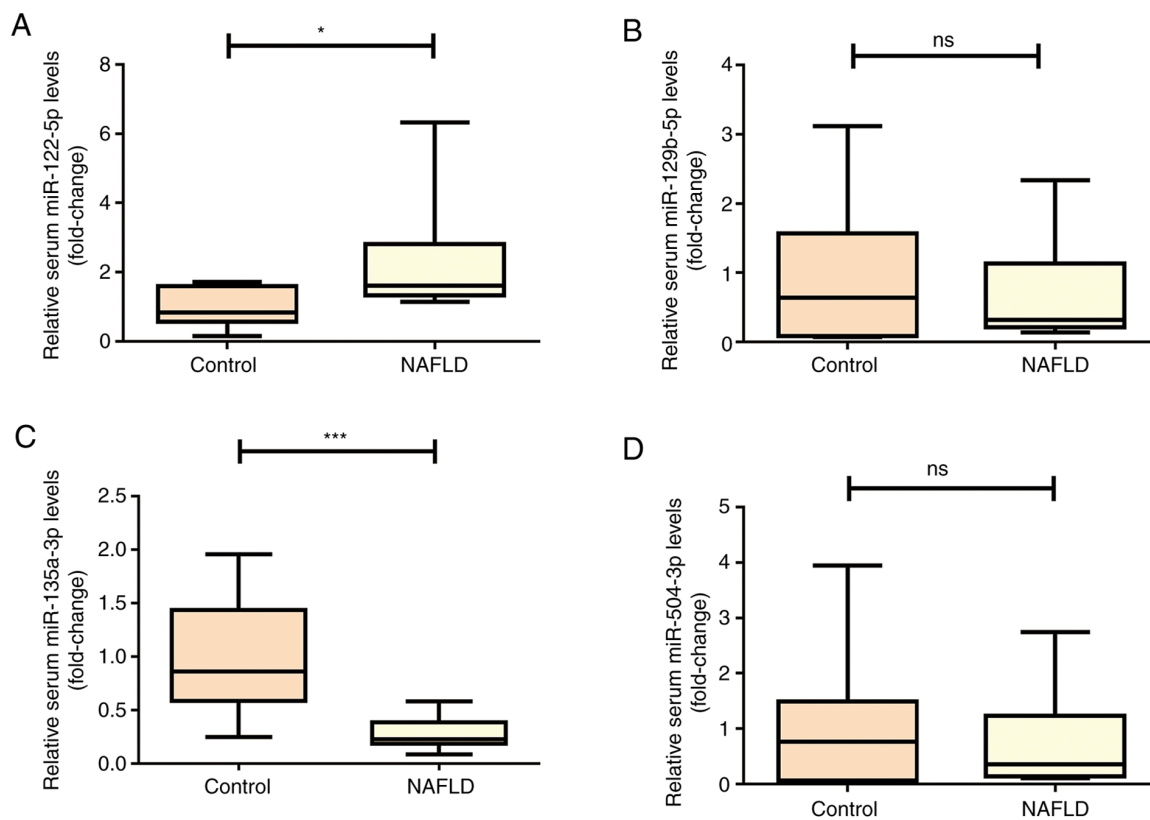 A
Relative serum miR-122-5p levels
(fold-change)
8
6
4
2
0
*
Control
NAFLD
B
Relative serum miR-129b-5p levels
(fold-change)
4
3
2
1
0
ns
Control
NAFLD
C
Relative serum miR-135a-3p levels
(fold-change)
2.5
2.0
1.5
1.0
0.5
0.0
***
Control
NAFLD
D
Relative serum miR-504-3p levels
(fold-change)
5
4
3
2
1
0
ns
Control
NAFLD